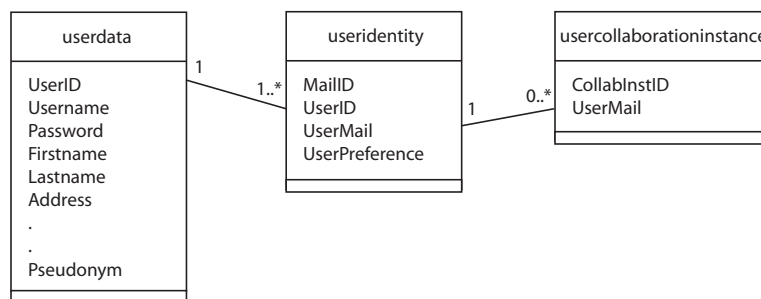 userdata
UserID
Username
Password
Firstname
Lastname
Address
.
.
Pseudonym
1
1..*
useridentity
MailID
UserID
UserMail
UserPreference
1
0..*
usercollaborationinstance
CollabInstID
UserMail